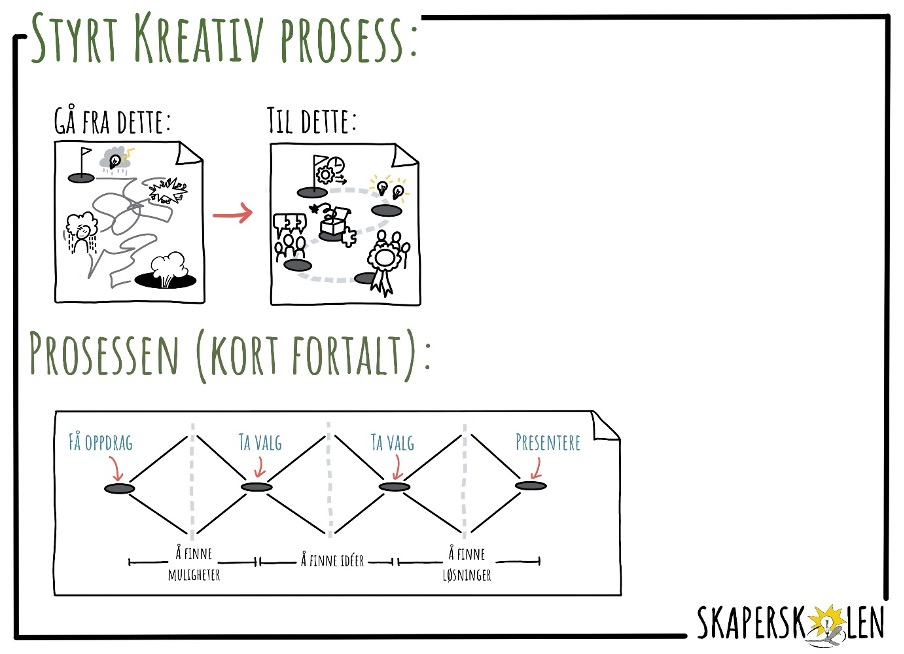 Styrt Kreativ prosess:
Gå fra dette:
Til dette:
Prosessen (kort fortalt):
Få oppdrag
Ta valg
Ta valg
Presentere
Å finne
muligheter
Å finne idéer
Å finne
løsninger
Skaperskolen